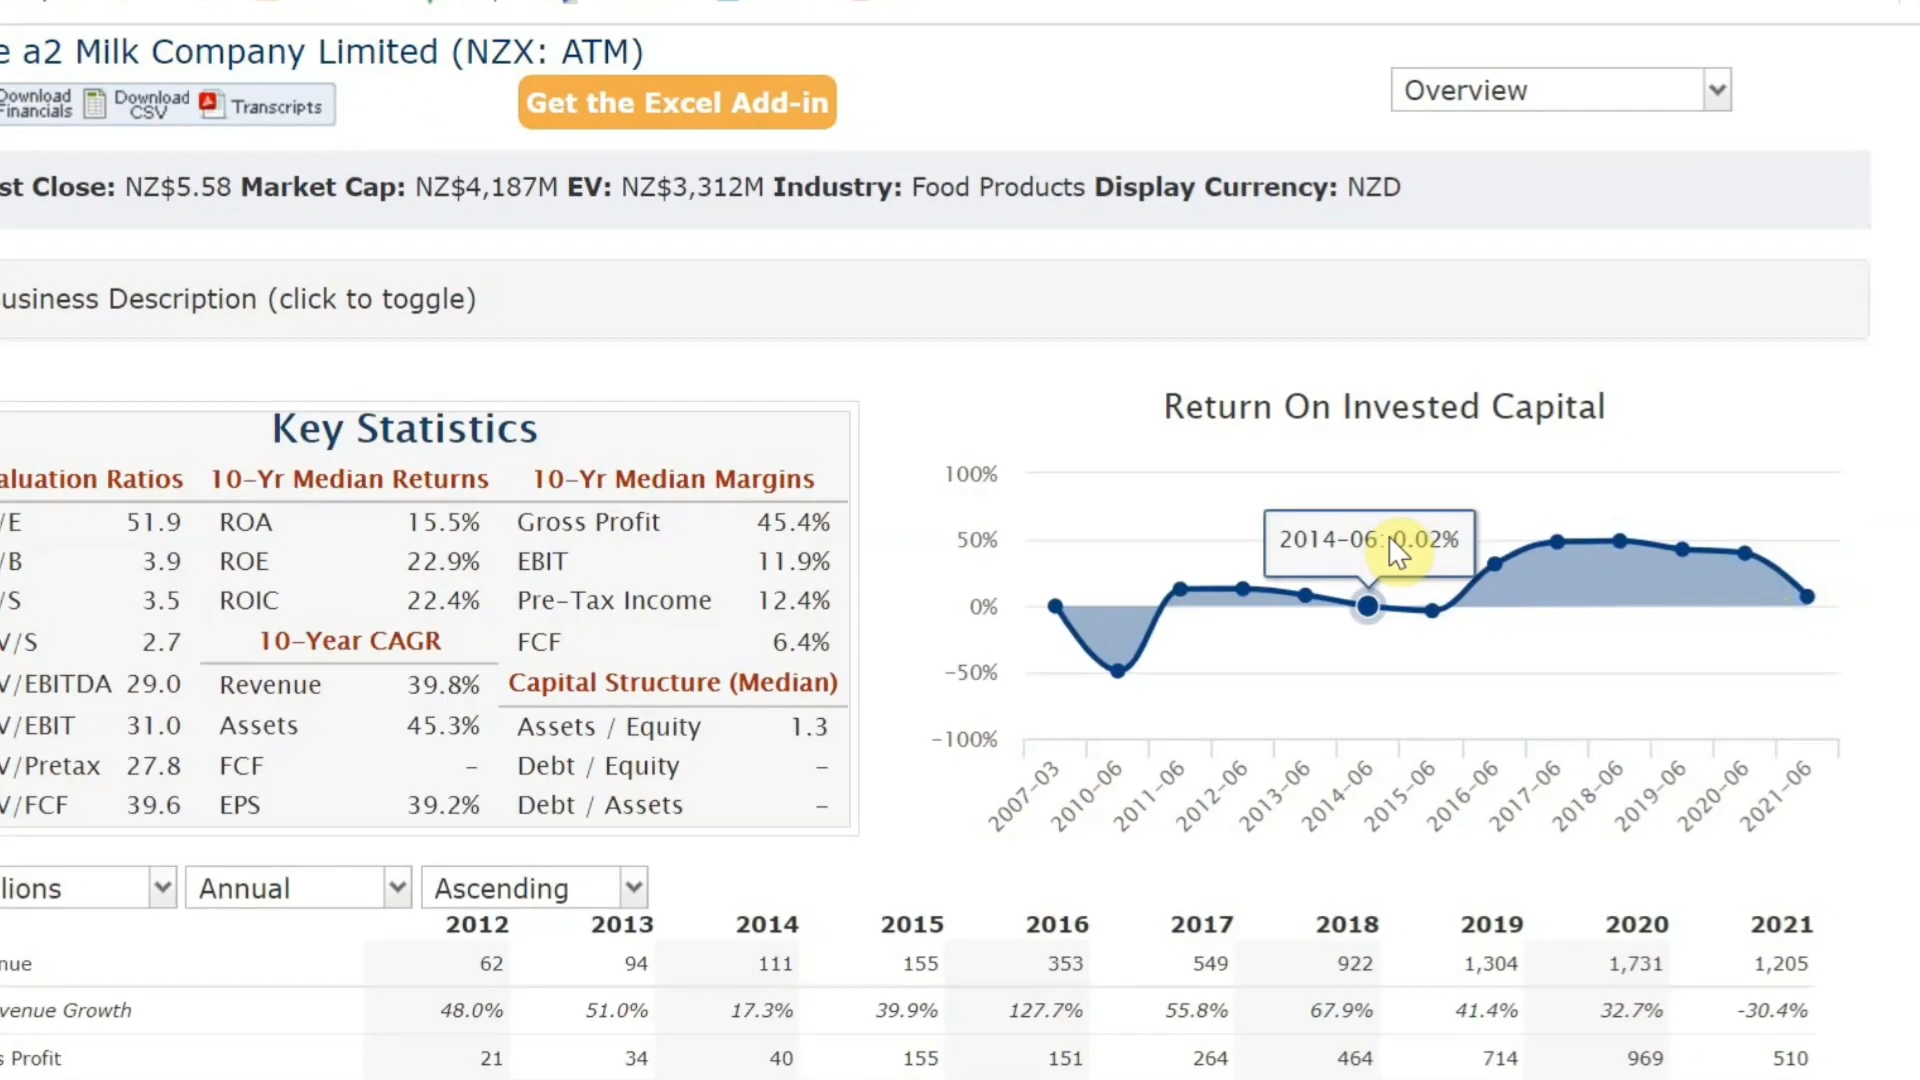 e a2 Milk Company Limited (NZX: ATM)
Download Financials Download CSV Transcripts
Get the Excel Add-in
Overview
st Close: NZ$5.58 Market Cap: NZ$4,187M EV: NZ$3,312M Industry: Food Products Display Currency: NZD
usiness Description (click to toggle)
Key Statistics
aluation Ratios 10-Yr Median Returns 10-Yr Median Margins
/E 51.9 ROA 15.5% Gross Profit 45.4%
/B 3.9 ROE 22.9% EBIT 11.9%
/S 3.5 ROIC 22.4% Pre-Tax Income 12.4%
V/S 2.7 10-Year CAGR FCF 6.4%
V/EBITDA 29.0 Revenue 39.8% Capital Structure (Median)
V/EBIT 31.0 Assets 45.3% Assets / Equity 1.3
V/Pretax 27.8 FCF – Debt / Equity –
V/FCF 39.6 EPS 39.2% Debt / Assets –
Return On Invested Capital
100%
50%
0%
-50%
-100%
2014-06: 0.02%
2007-03 2010-06 2011-06 2012-06 2013-06 2014-06 2015-06 2016-06 2017-06 2018-06 2019-06 2020-06 2021-06
lions Annual Ascending
2012 2013 2014 2015 2016 2017 2018 2019 2020 2021
nue 62 94 111 155 353 549 922 1,304 1,731 1,205
venue Growth 48.0% 51.0% 17.3% 39.9% 127.7% 55.8% 67.9% 41.4% 32.7% -30.4%
s Profit 21 34 40 155 151 264 464 714 969 510